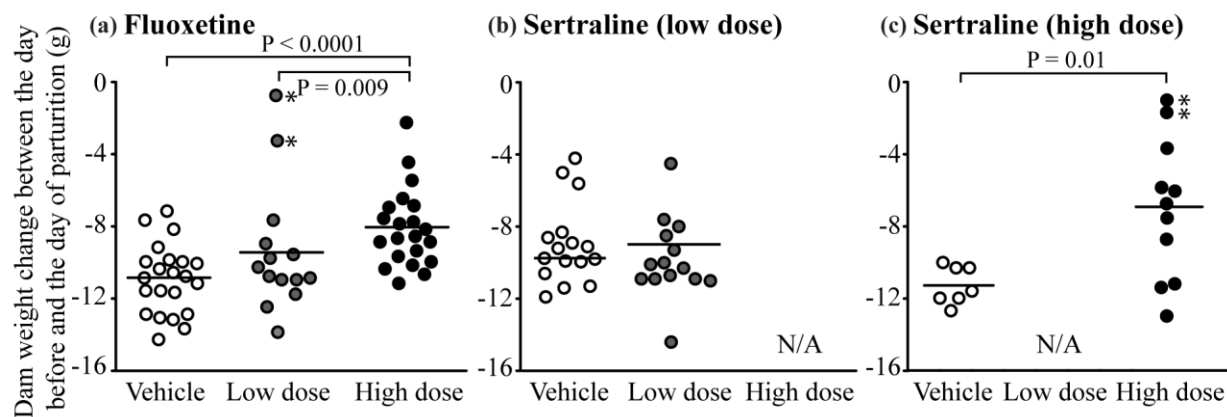 Dam weight change between the day
before and the day of parturition (g)
(a) Fluoxetine
P < 0.0001
P = 0.009
0
-4
-8
-12
-16
*
*
Vehicle
Low dose
High dose
(b) Sertraline (low dose)
0
-4
-8
-12
-16
N/A
Vehicle
Low dose
High dose
(c) Sertraline (high dose)
P = 0.01
0
-4
-8
-12
-16
*
*
N/A
Vehicle
Low dose
High dose